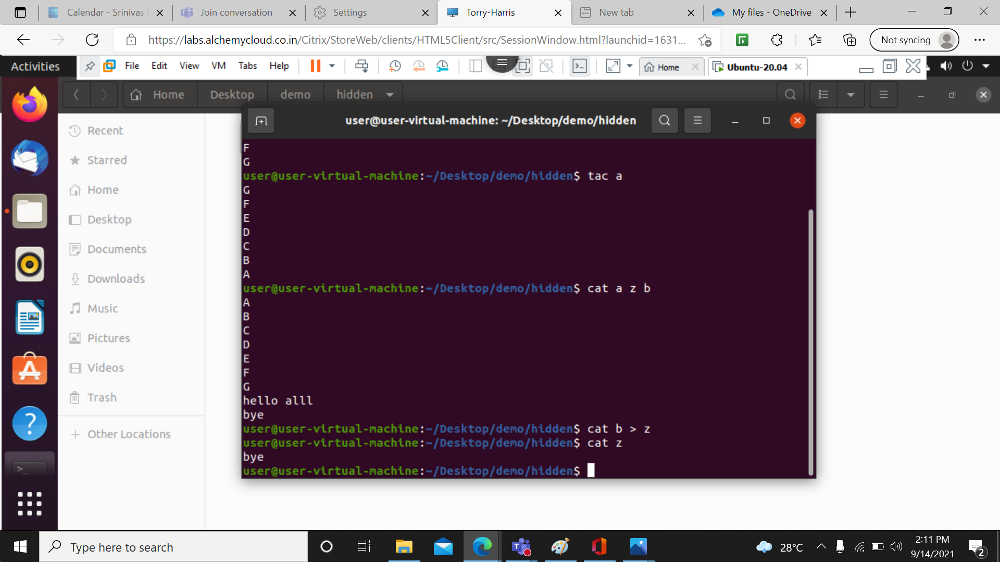 Calendar - Srinivas
Join conversation
Settings
Torry-Harris
New tab
My files - OneDrive
https://labs.alchemycloud.co.in/Citrix/StoreWeb/clients/HTML5Client/src/SessionWindow.html?launchid=1631...
Not syncing
Activities
File Edit View VM Tabs Help
Home
Ubuntu-20.04
Home Desktop demo hidden
Recent
Starred
Home
Desktop
Documents
Downloads
Music
Pictures
Videos
Trash
+ Other Locations
user@user-virtual-machine: ~/Desktop/demo/hidden
F
G
user@user-virtual-machine:~/Desktop/demo/hidden$ tac a
G
F
E
D
C
B
A
user@user-virtual-machine:~/Desktop/demo/hidden$ cat a z b
A
B
C
D
E
F
G
hello alll
bye
user@user-virtual-machine:~/Desktop/demo/hidden$ cat b > z
user@user-virtual-machine:~/Desktop/demo/hidden$ cat z
bye
user@user-virtual-machine:~/Desktop/demo/hidden$
Type here to search
28°C
2:11 PM
9/14/2021
2